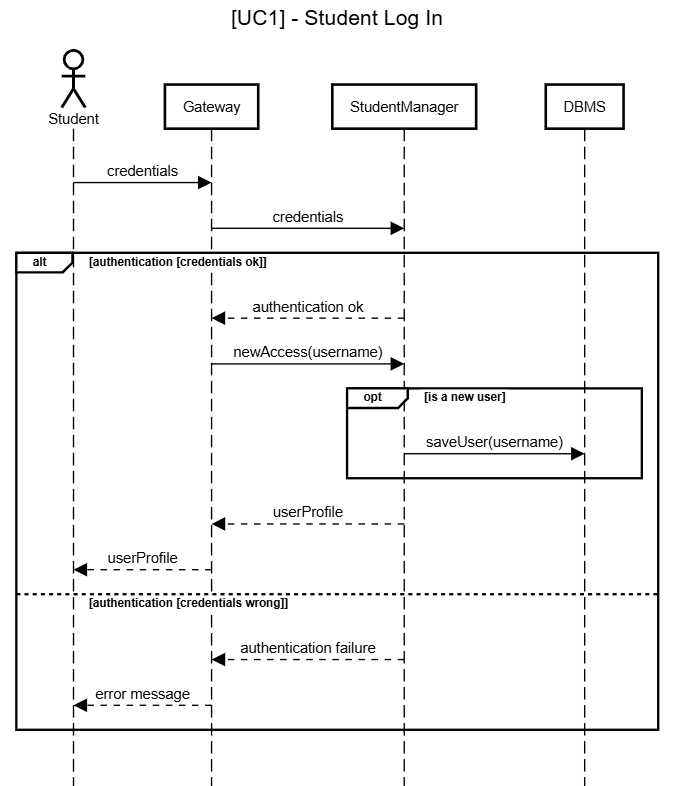 [UC1] - Student Log In
Student
Gateway
StudentManager
DBMS
credentials
credentials
alt
[authentication [credentials ok]]
authentication ok
newAccess(username)
opt
[is a new user]
saveUser(username)
userProfile
userProfile
[authentication [credentials wrong]]
authentication failure
error message